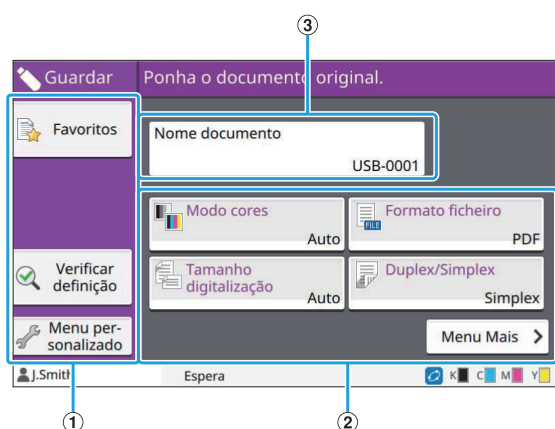 ③
Guardar
Ponha o documento original.
Favoritos
Nome documento
USB-0001
Modo cores
Auto
Formato ficheiro
FILE
PDF
Verificar
definição
Tamanho
digitalização
Auto
Duplex/Simplex
Simplex
Menu per-
sonalizado
Menu Mais
J.Smith
Espera
K C M Y
① ②